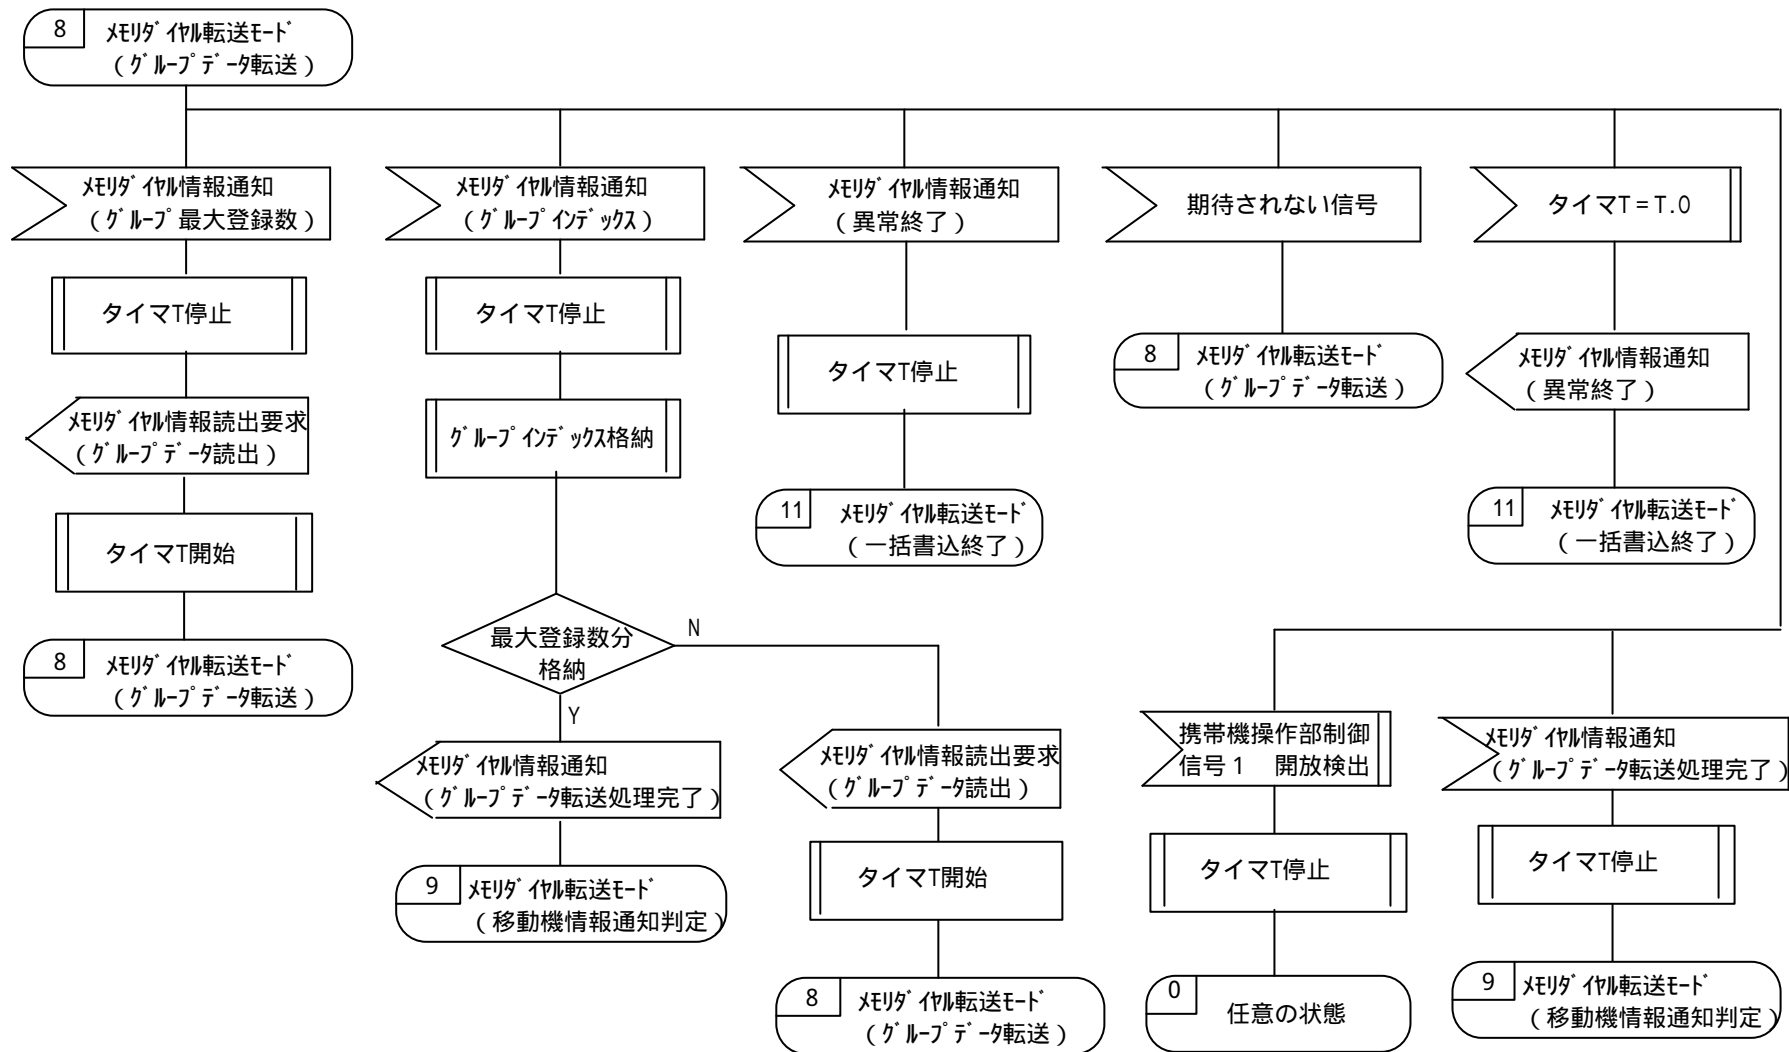 8
ﾒﾓﾘﾀﾞｲﾔﾙ転送ﾓｰﾄﾞ
（ｸﾞﾙｰﾌﾟﾃﾞｰﾀ転送）
ﾒﾓﾘﾀﾞｲﾔﾙ情報通知
（ｸﾞﾙｰﾌﾟ最大登録数）
タイマT停止
ﾒﾓﾘﾀﾞｲﾔﾙ情報読出要求
（ｸﾞﾙｰﾌﾟﾃﾞｰﾀ読出）
タイマT開始
8
ﾒﾓﾘﾀﾞｲﾔﾙ転送ﾓｰﾄﾞ
（ｸﾞﾙｰﾌﾟﾃﾞｰﾀ転送）
ﾒﾓﾘﾀﾞｲﾔﾙ情報通知
（ｸﾞﾙｰﾌﾟｲﾝﾃﾞｯｸｽ）
タイマT停止
ｸﾞﾙｰﾌﾟｲﾝﾃﾞｯｸｽ格納
最大登録数分
格納
N
Y
ﾒﾓﾘﾀﾞｲﾔﾙ情報通知
（ｸﾞﾙｰﾌﾟﾃﾞｰﾀ転送処理完了）
9
ﾒﾓﾘﾀﾞｲﾔﾙ転送ﾓｰﾄﾞ
（移動機情報通知判定）
ﾒﾓﾘﾀﾞｲﾔﾙ情報読出要求
（ｸﾞﾙｰﾌﾟﾃﾞｰﾀ読出）
タイマT開始
8
ﾒﾓﾘﾀﾞｲﾔﾙ転送ﾓｰﾄﾞ
（ｸﾞﾙｰﾌﾟﾃﾞｰﾀ転送）
ﾒﾓﾘﾀﾞｲﾔﾙ情報通知
（異常終了）
タイマT停止
11
ﾒﾓﾘﾀﾞｲﾔﾙ転送ﾓｰﾄﾞ
（一括書込終了）
期待されない信号
8
ﾒﾓﾘﾀﾞｲﾔﾙ転送ﾓｰﾄﾞ
（ｸﾞﾙｰﾌﾟﾃﾞｰﾀ転送）
タイマT=T.O
ﾒﾓﾘﾀﾞｲﾔﾙ情報通知
（異常終了）
11
ﾒﾓﾘﾀﾞｲﾔﾙ転送ﾓｰﾄﾞ
（一括書込終了）
携帯機操作部制御
信号1　開放検出
タイマT停止
0
任意の状態
ﾒﾓﾘﾀﾞｲﾔﾙ情報通知
（ｸﾞﾙｰﾌﾟﾃﾞｰﾀ転送処理完了）
タイマT停止
9
ﾒﾓﾘﾀﾞｲﾔﾙ転送ﾓｰﾄﾞ
（移動機情報通知判定）